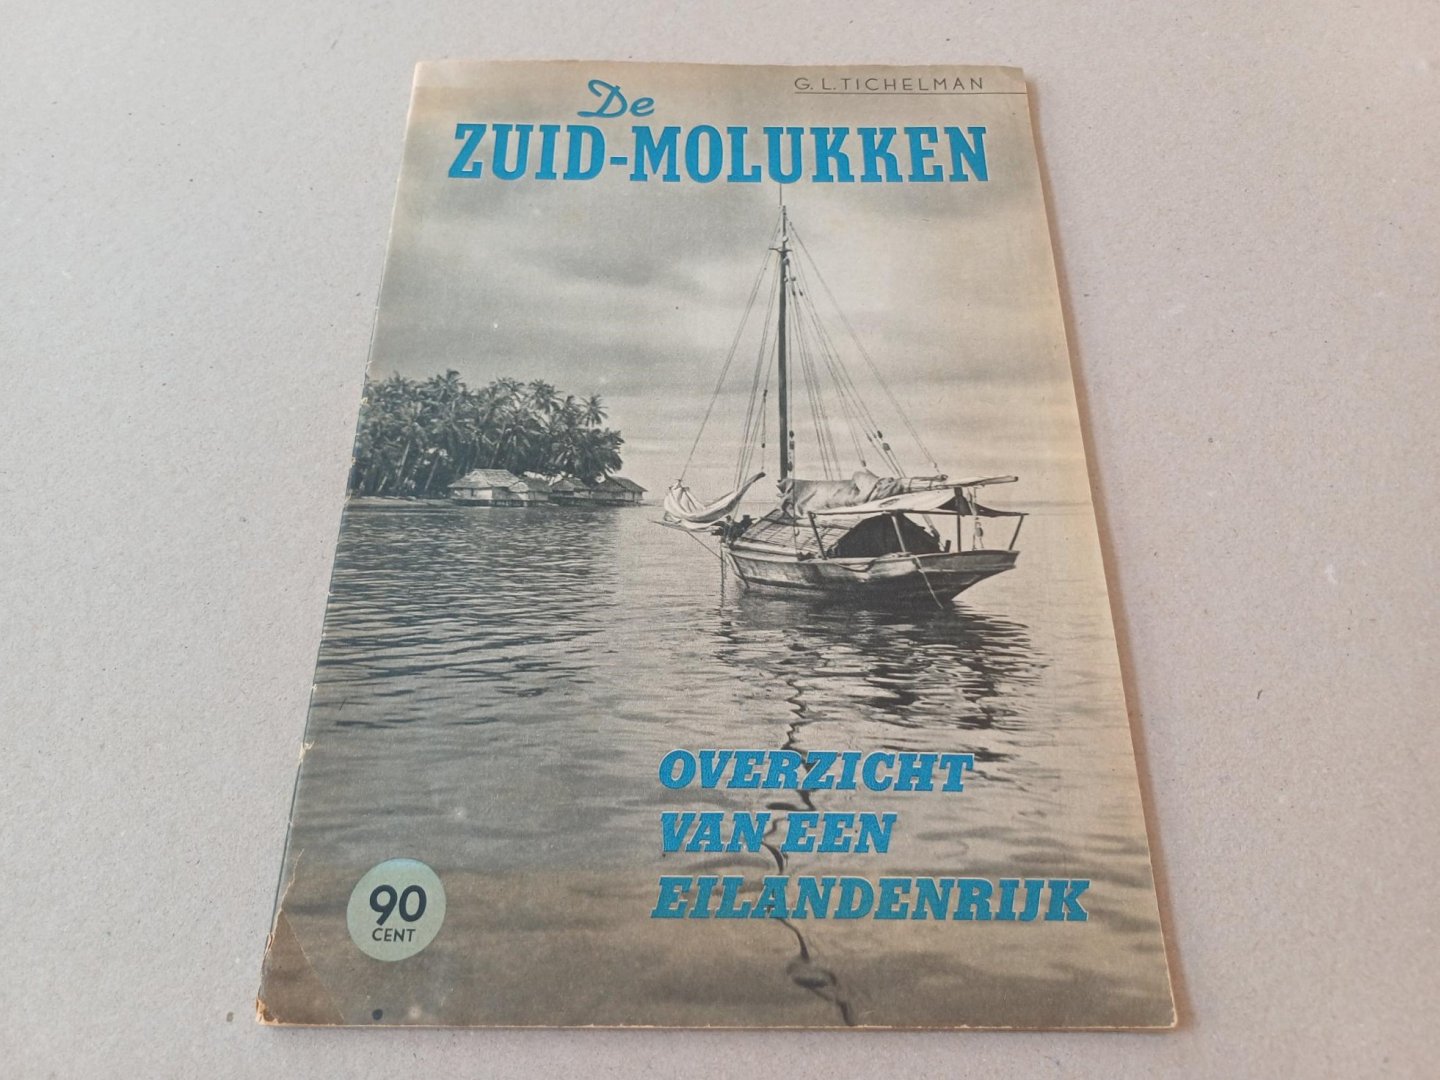 G. L. TICHELMAN
De
ZUID-MOLUKKEN
OVERZICHT
VAN EEN
EILANDENRIJK
90
CENT